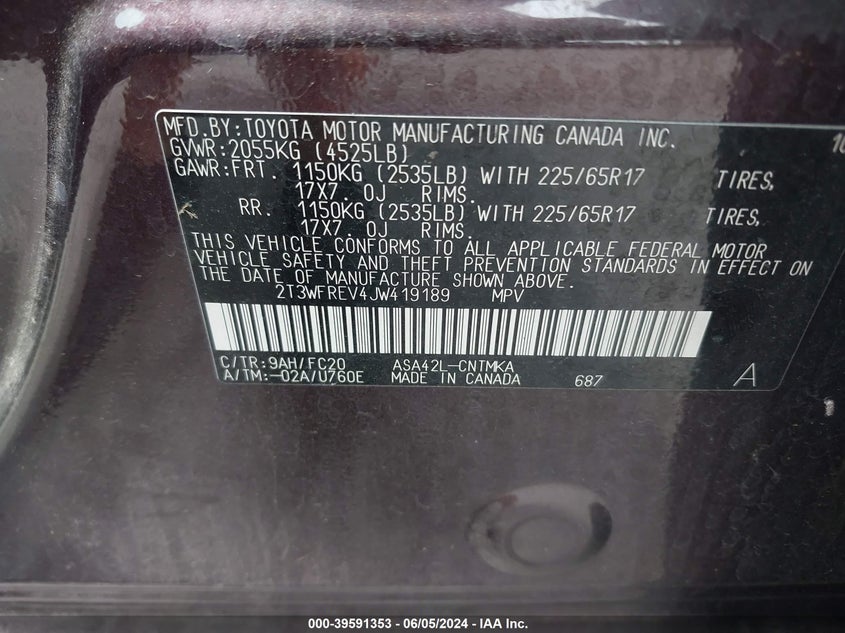 MFD.BY:TOYOTA MOTOR MANUFACTURING CANADA INC. 10
GVWR:2055KG (4525LB)
GAWR:FRT. 1150KG (2535LB) WITH 225/65R17 TIRES,
17X7. 0J RIMS.
RR. 1150KG (2535LB) WITH 225/65R17 TIRES,
17X7. 0J RIMS.
THIS VEHICLE CONFORMS TO ALL APPLICABLE FEDERAL MOTOR
VEHICLE SAFETY AND THEFT PREVENTION STANDARDS IN EFFECT ON
THE DATE OF MANUFACTURE SHOWN ABOVE.
2T3WFREV4JW419189 MPV
C/TR:9AH/FC20 ASA42L-CNTMKA
A/TM:-02A/U760E MADE IN CANADA 687 A
000-39591353 - 06/05/2024 - IAA Inc.